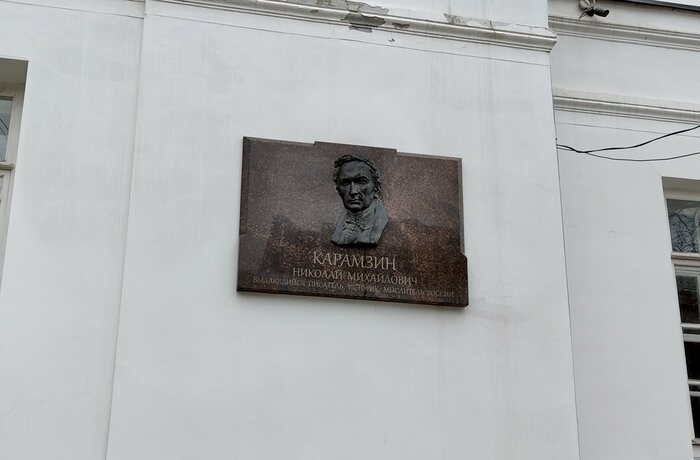 КАРАМЗИН
НИКОЛАЙ МИХАЙЛОВИЧ
ВЫДАЮЩИЙСЯ ПИСАТЕЛЬ, ИСТОРИК, МЫСЛИТЕЛЬ РОССИИ